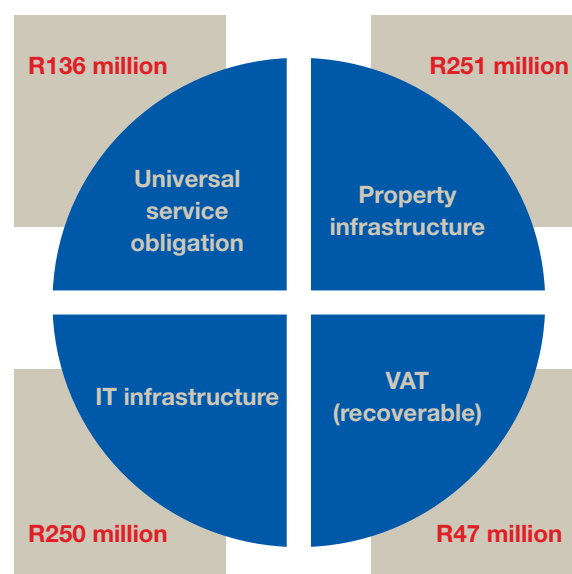 R136 million
R251 million
Universal
service
obligation
Property
infrastructure
IT infrastructure
VAT
(recoverable)
R250 million
R47 million